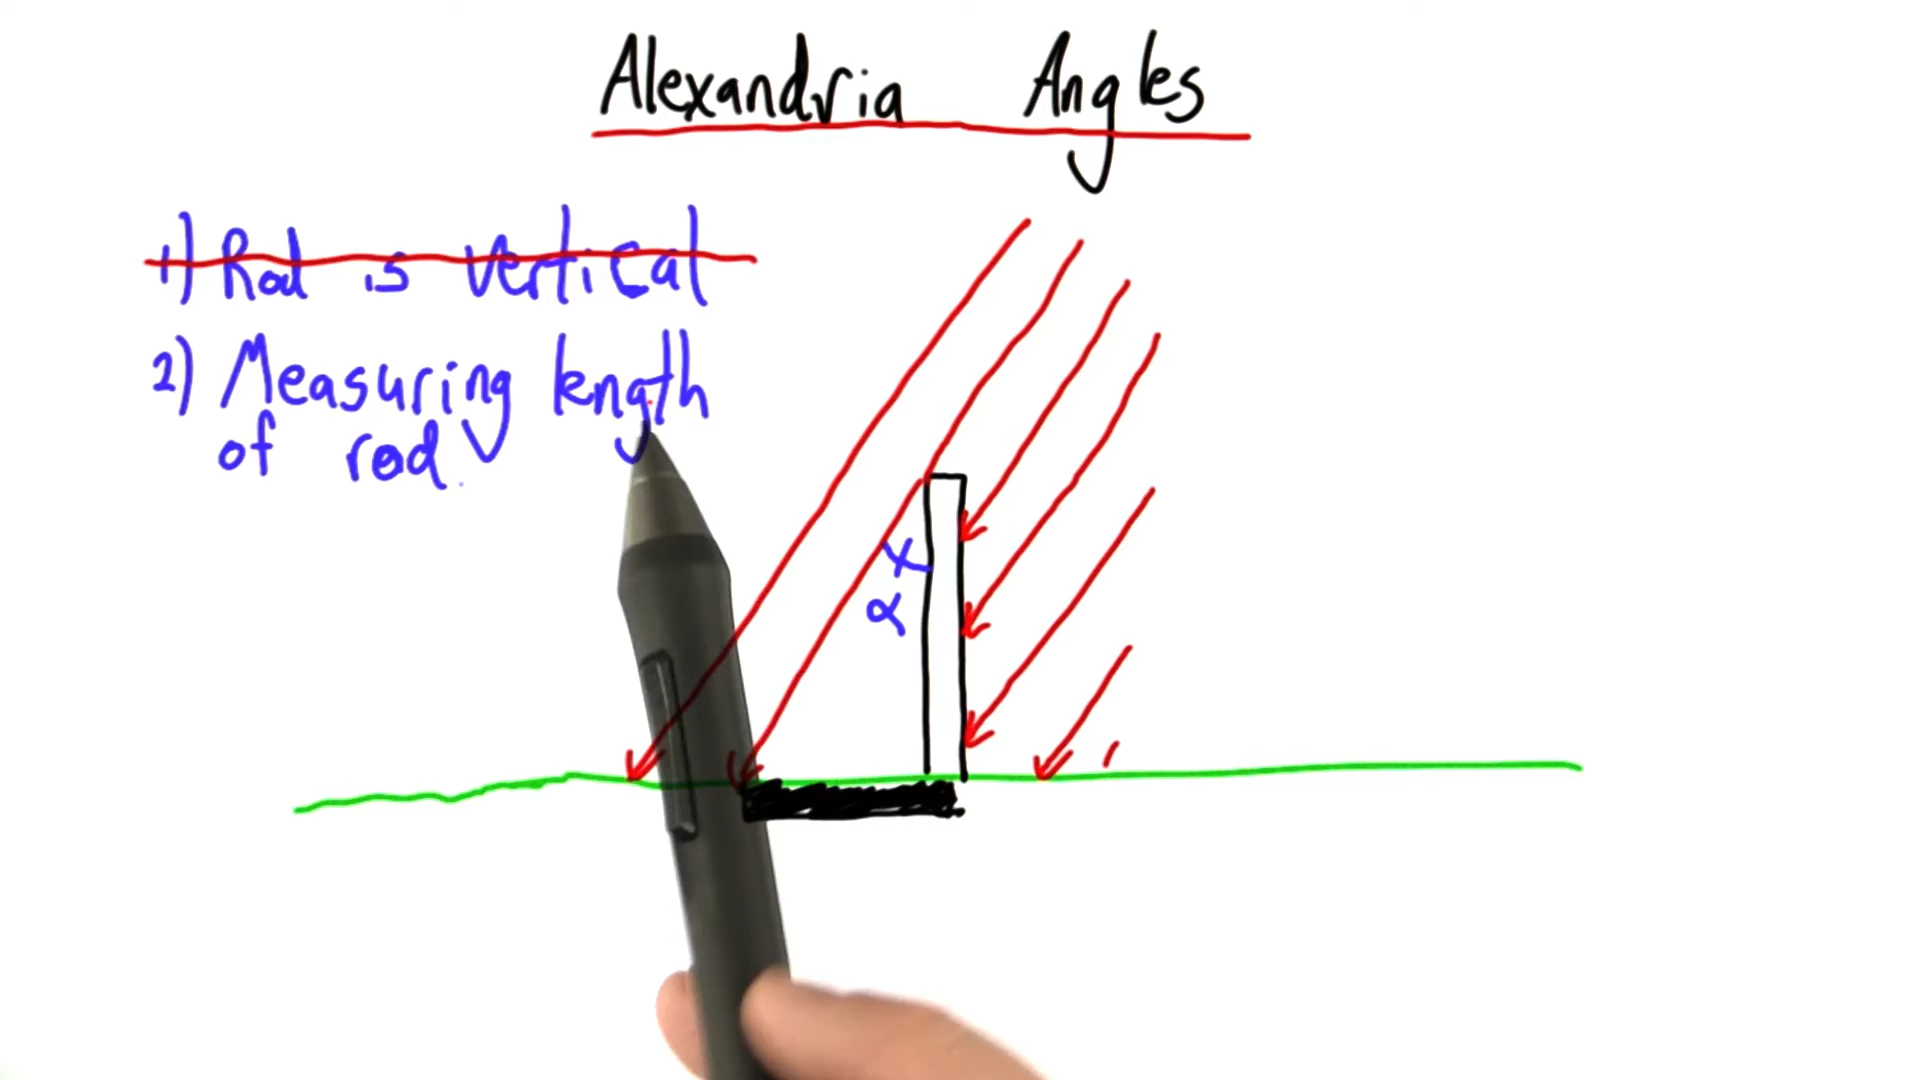 Alexandria Angles
1) Rod is vertical
2) Measuring length
of rod.
α